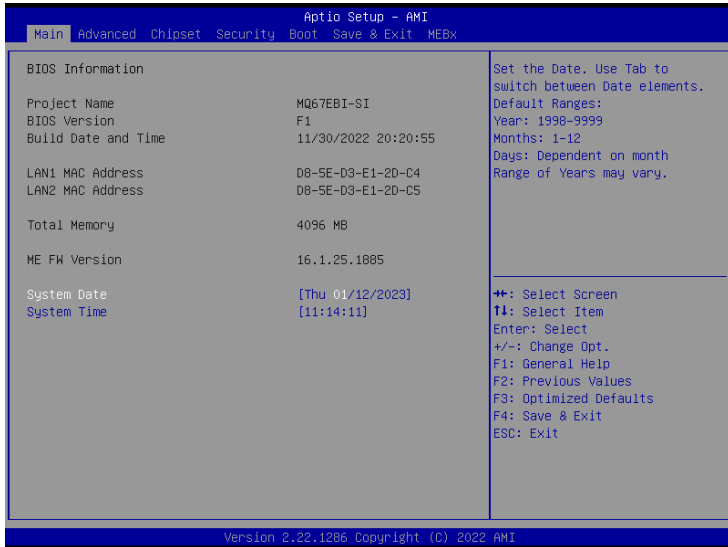 Aptio Setup – AMI
Main Advanced Chipset Security Boot Save & Exit MEBx
BIOS Information
Project Name MQ67EBI-SI
BIOS Version F1
Build Date and Time 11/30/2022 20:20:55
LAN1 MAC Address D8-5E-D3-E1-2D-C4
LAN2 MAC Address D8-5E-D3-E1-2D-C5
Total Memory 4096 MB
ME FW Version 16.1.25.1885
System Date [Thu 01/12/2023]
System Time [11:14:11]
Set the Date. Use Tab to
switch between Date elements.
Default Ranges:
Year: 1998-9999
Months: 1-12
Days: Dependent on month
Range of Years may vary.
→←: Select Screen
↑↓: Select Item
Enter: Select
+/-: Change Opt.
F1: General Help
F2: Previous Values
F3: Optimized Defaults
F4: Save & Exit
ESC: Exit
Version 2.22.1286 Copyright (C) 2022 AMI